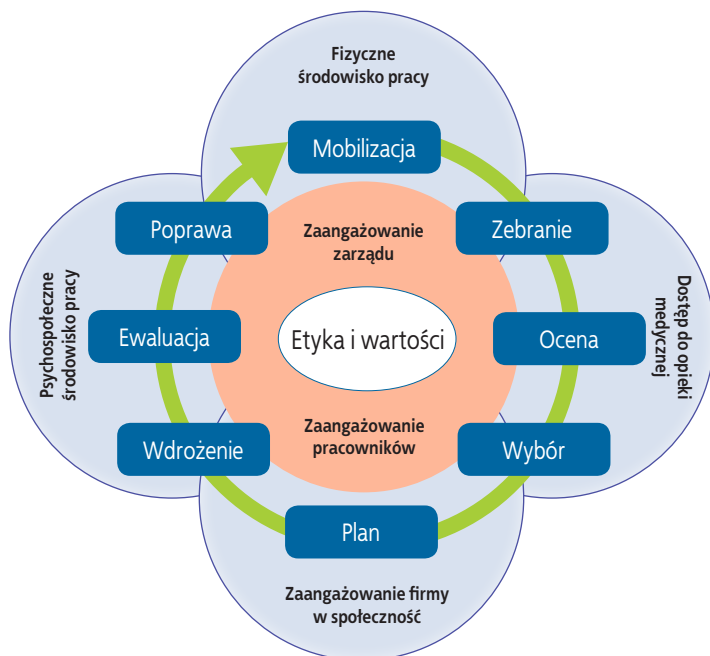 Fizyczne
środowisko pracy
Mobilizacja
Poprawa
Zaangażowanie
zarządu
Zebranie
Psychospołeczne
środowisko pracy
Ewaluacja
Etyka i wartości
Ocena
Dostęp do opieki
medycznej
Wdrożenie
Zaangażowanie
pracowników
Wybór
Plan
Zaangażowanie firmy
w społeczność